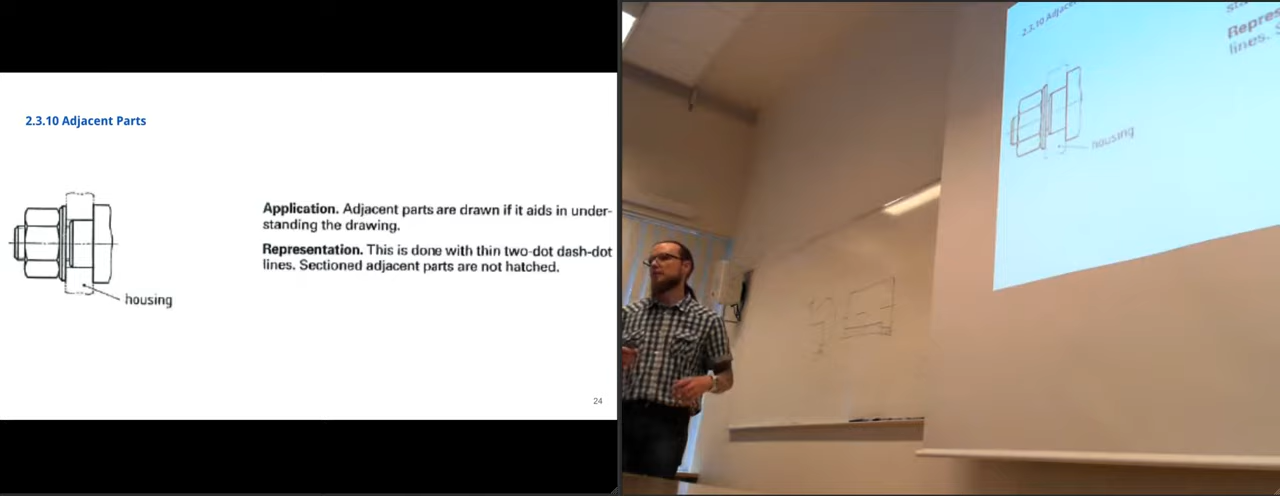 2.3.10 Adjacent Parts
Application. Adjacent parts are drawn if it aids in under-
standing the drawing.
Representation. This is done with thin two-dot dash-dot
lines. Sectioned adjacent parts are not hatched.
housing
24
2.3.10 Adjace
sta
Repres
lines. S
housing